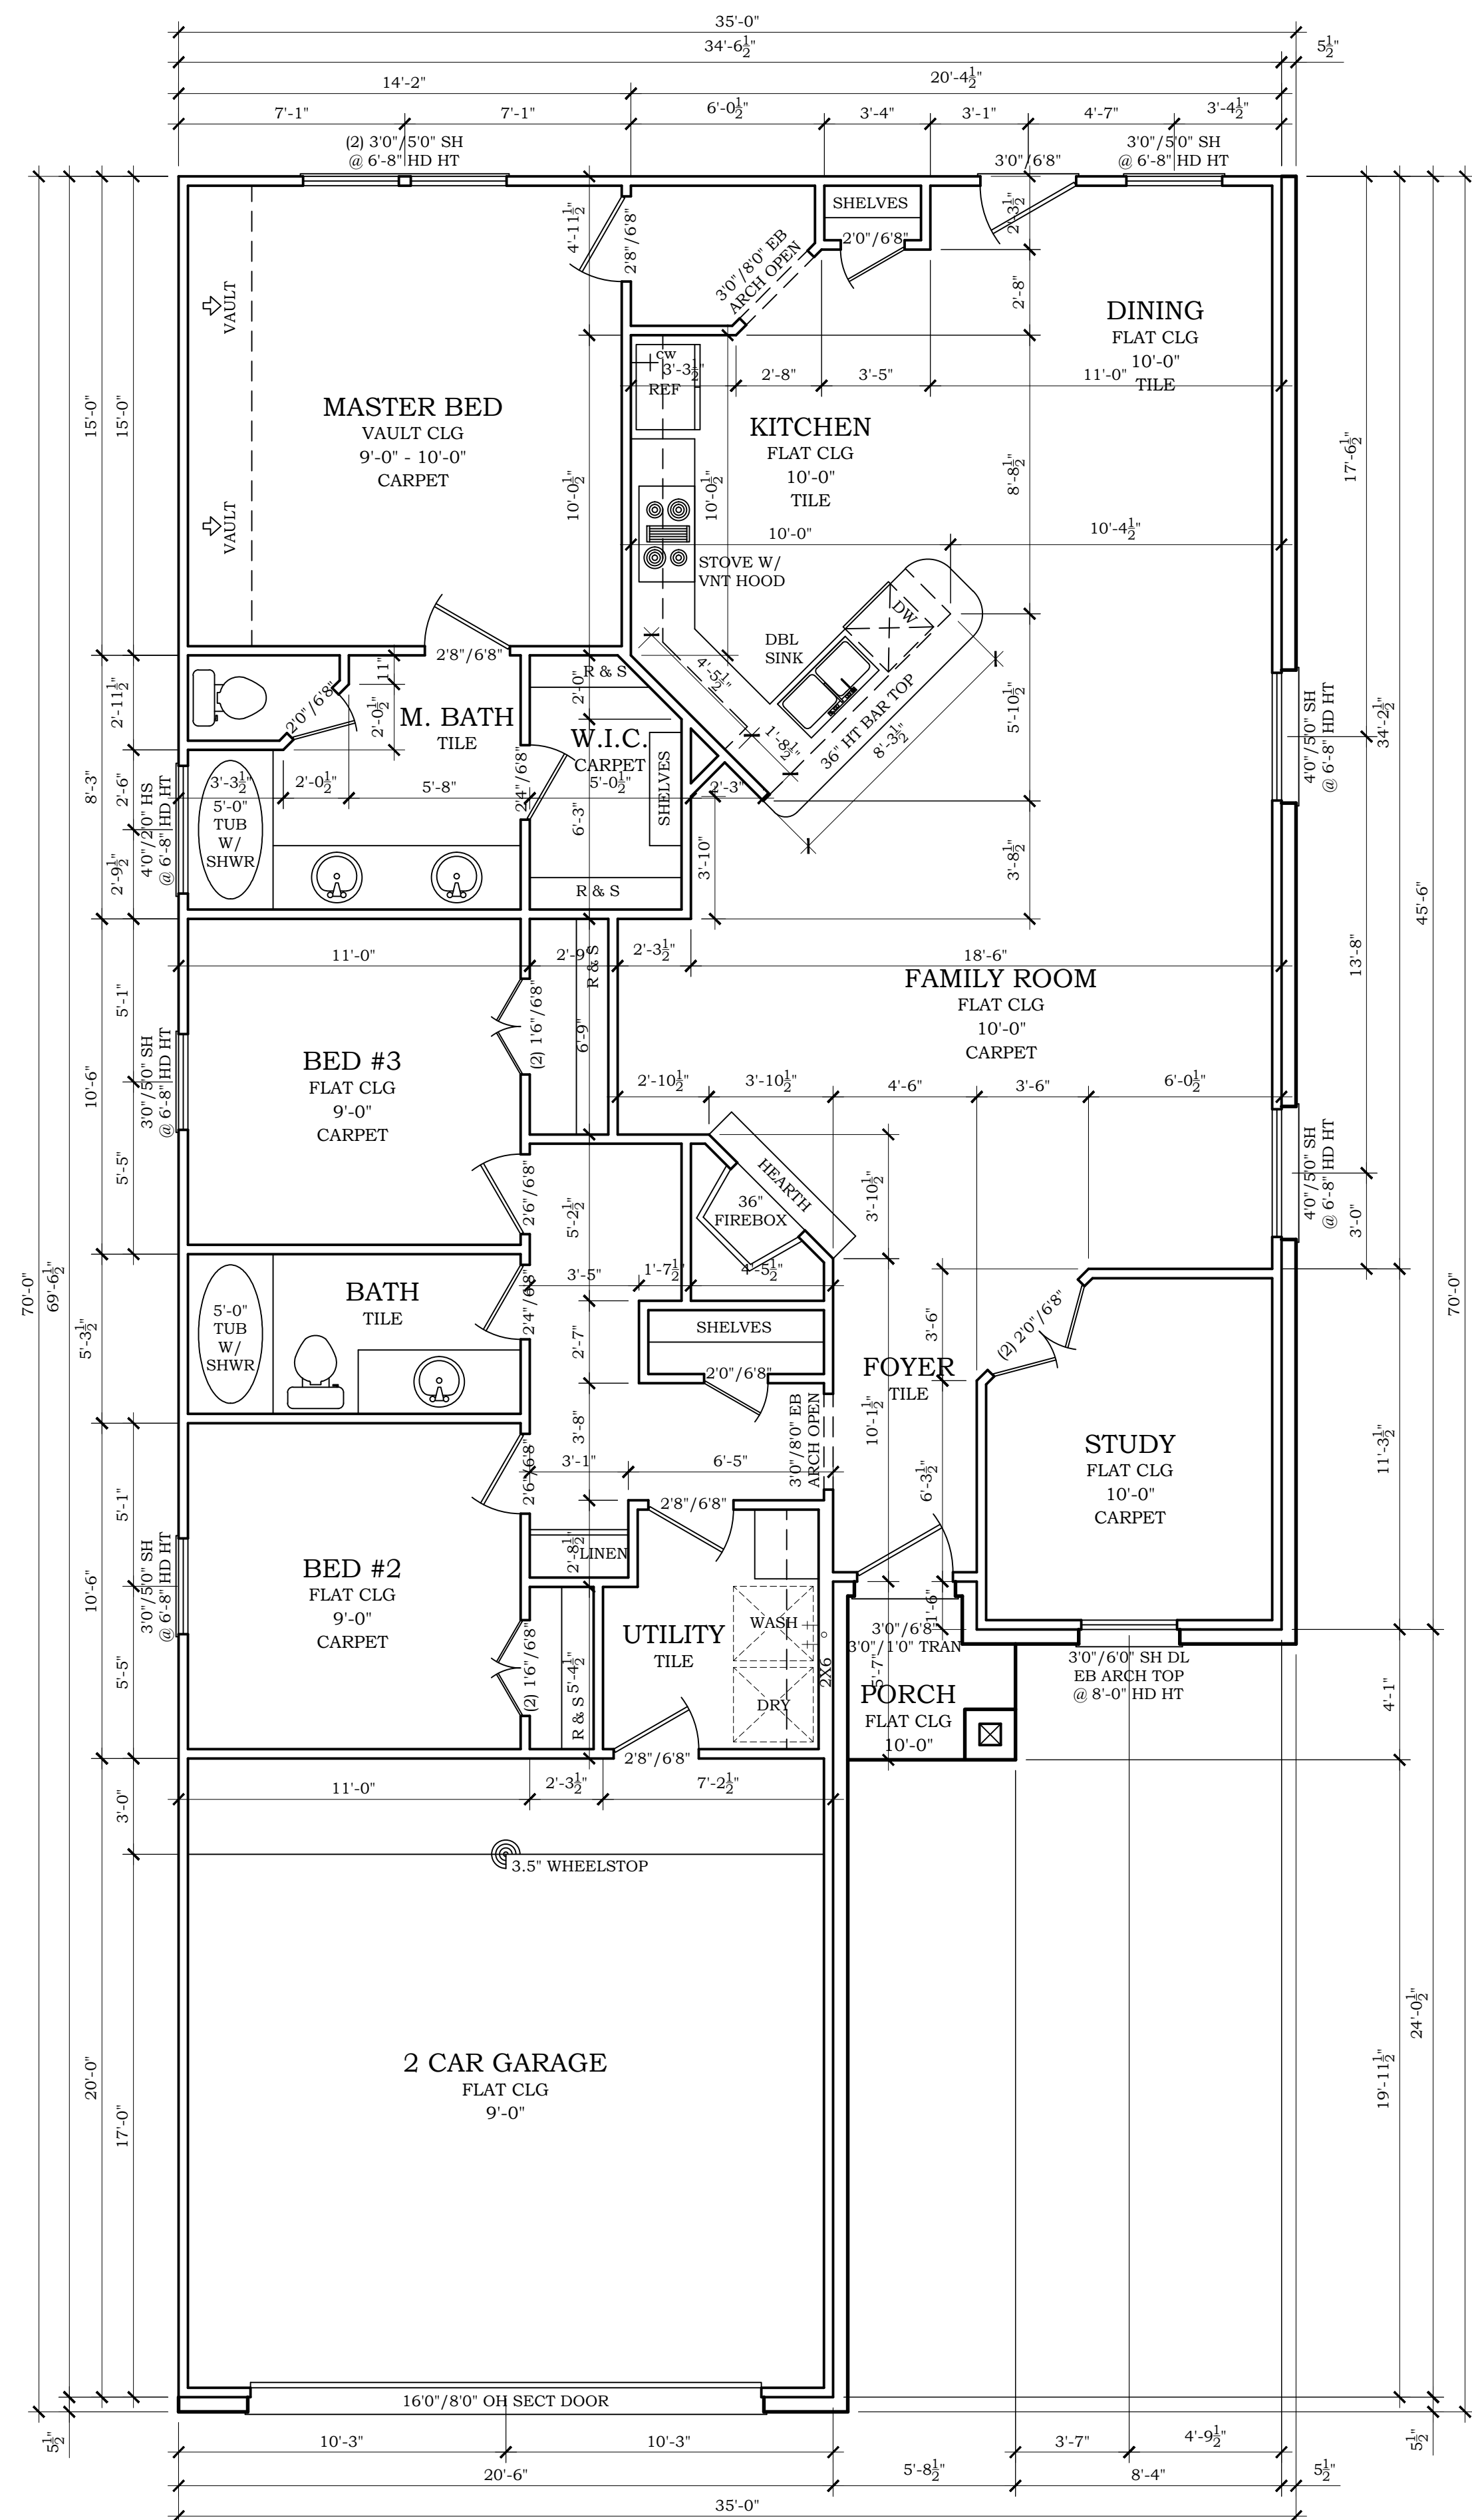 35'-0"
34'-6½"
5½"
14'-2"
20'-4½"
7'-1"
7'-1"
6'-0½"
3'-4"
3'-1"
4'-7"
3'-4½"
(2) 3'0"/5'0" SH
@ 6'-8" HD HT
3'0"/6'8"
3'0"/5'0" SH
@ 6'-8" HD HT
SHELVES
2'0"/6'8"
2'-3½"
4'-11½"
2'8"/6'8"
3'0"/8'0" EB
ARCH OPEN
2'-8"
VAULT
VAULT
MASTER BED
VAULT CLG
9'-0" - 10'-0"
CARPET
15'-0"
15'-0"
10'-0½"
10'-0½"
CW
REF
3'-3½"
2'-8"
3'-5"
11'-0"
DINING
FLAT CLG
10'-0"
TILE
KITCHEN
FLAT CLG
10'-0"
TILE
8'-8½"
10'-0"
10'-4½"
STOVE W/
VNT HOOD
DBL
SINK
DW
36" HT BAR TOP
4'-5½"
1'-8½"
8'-3½"
5'-10½"
3'-8½"
17'-6½"
34'-2½"
45'-6"
4'0"/5'0" SH
@ 6'-8" HD HT
13'-8"
2'8"/6'8"
2'0"/6'8"
11"
2'-0½"
M. BATH
TILE
R & S
2'-0"
W.I.C.
CARPET
SHELVES
5'-0½"
2'-3"
2'4"/6'8"
6'-3"
3'-10"
R & S
3'-3½"
2'-0½"
5'-8"
5'-0"
TUB
W/
SHWR
2'-11½"
8'-3"
2'-6"
2'-9½"
4'0"/2'0" HS
@ 6'-8" HD HT
11'-0"
2'-9"
2'-3½"
18'-6"
R & S
(2) 1'6"/6'8"
6'-9"
BED #3
FLAT CLG
9'-0"
CARPET
5'-1"
10'-6"
5'-5"
3'0"/5'0" SH
@ 6'-8" HD HT
FAMILY ROOM
FLAT CLG
10'-0"
CARPET
2'-10½"
3'-10½"
4'-6"
3'-6"
6'-0½"
HEARTH
36"
FIREBOX
3'-10½"
4'0"/5'0" SH
@ 6'-8" HD HT
3'-0"
2'6"/6'8"
5'-2½"
3'-5"
1'-7½"
4'-5½"
70'-0"
69'-6½"
70'-0"
BATH
TILE
5'-0"
TUB
W/
SHWR
5'-3½"
2'4"/6'8"
2'-7"
SHELVES
2'0"/6'8"
3'-6"
(2) 2'0"/6'8"
FOYER
TILE
10'-1½"
6'-3½"
3'0"/8'0" EB
ARCH OPEN
STUDY
FLAT CLG
10'-0"
CARPET
11'-3½"
3'-8"
3'-1"
6'-5"
2'6"/6'8"
2'8"/6'8"
LINEN
2'-8½"
BED #2
FLAT CLG
9'-0"
CARPET
5'-1"
10'-6"
5'-5"
3'0"/5'0" SH
@ 6'-8" HD HT
(2) 1'6"/6'8"
5'-4½"
R & S
UTILITY
TILE
WASH
DRY
2X6
2'8"/6'8"
3'0"/6'8"
3'0"/1'0" TRAN
1'-6"
5'-7"
PORCH
FLAT CLG
10'-0"
3'0"/6'0" SH DL
EB ARCH TOP
@ 8'-0" HD HT
4'-1"
11'-0"
2'-3½"
7'-2½"
3'-0"
3.5" WHEELSTOP
2 CAR GARAGE
FLAT CLG
9'-0"
20'-0"
17'-0"
24'-0½"
19'-11½"
16'0"/8'0" OH SECT DOOR
5½"
5½"
10'-3"
10'-3"
3'-7"
4'-9½"
20'-6"
5'-8½"
8'-4"
5½"
35'-0"